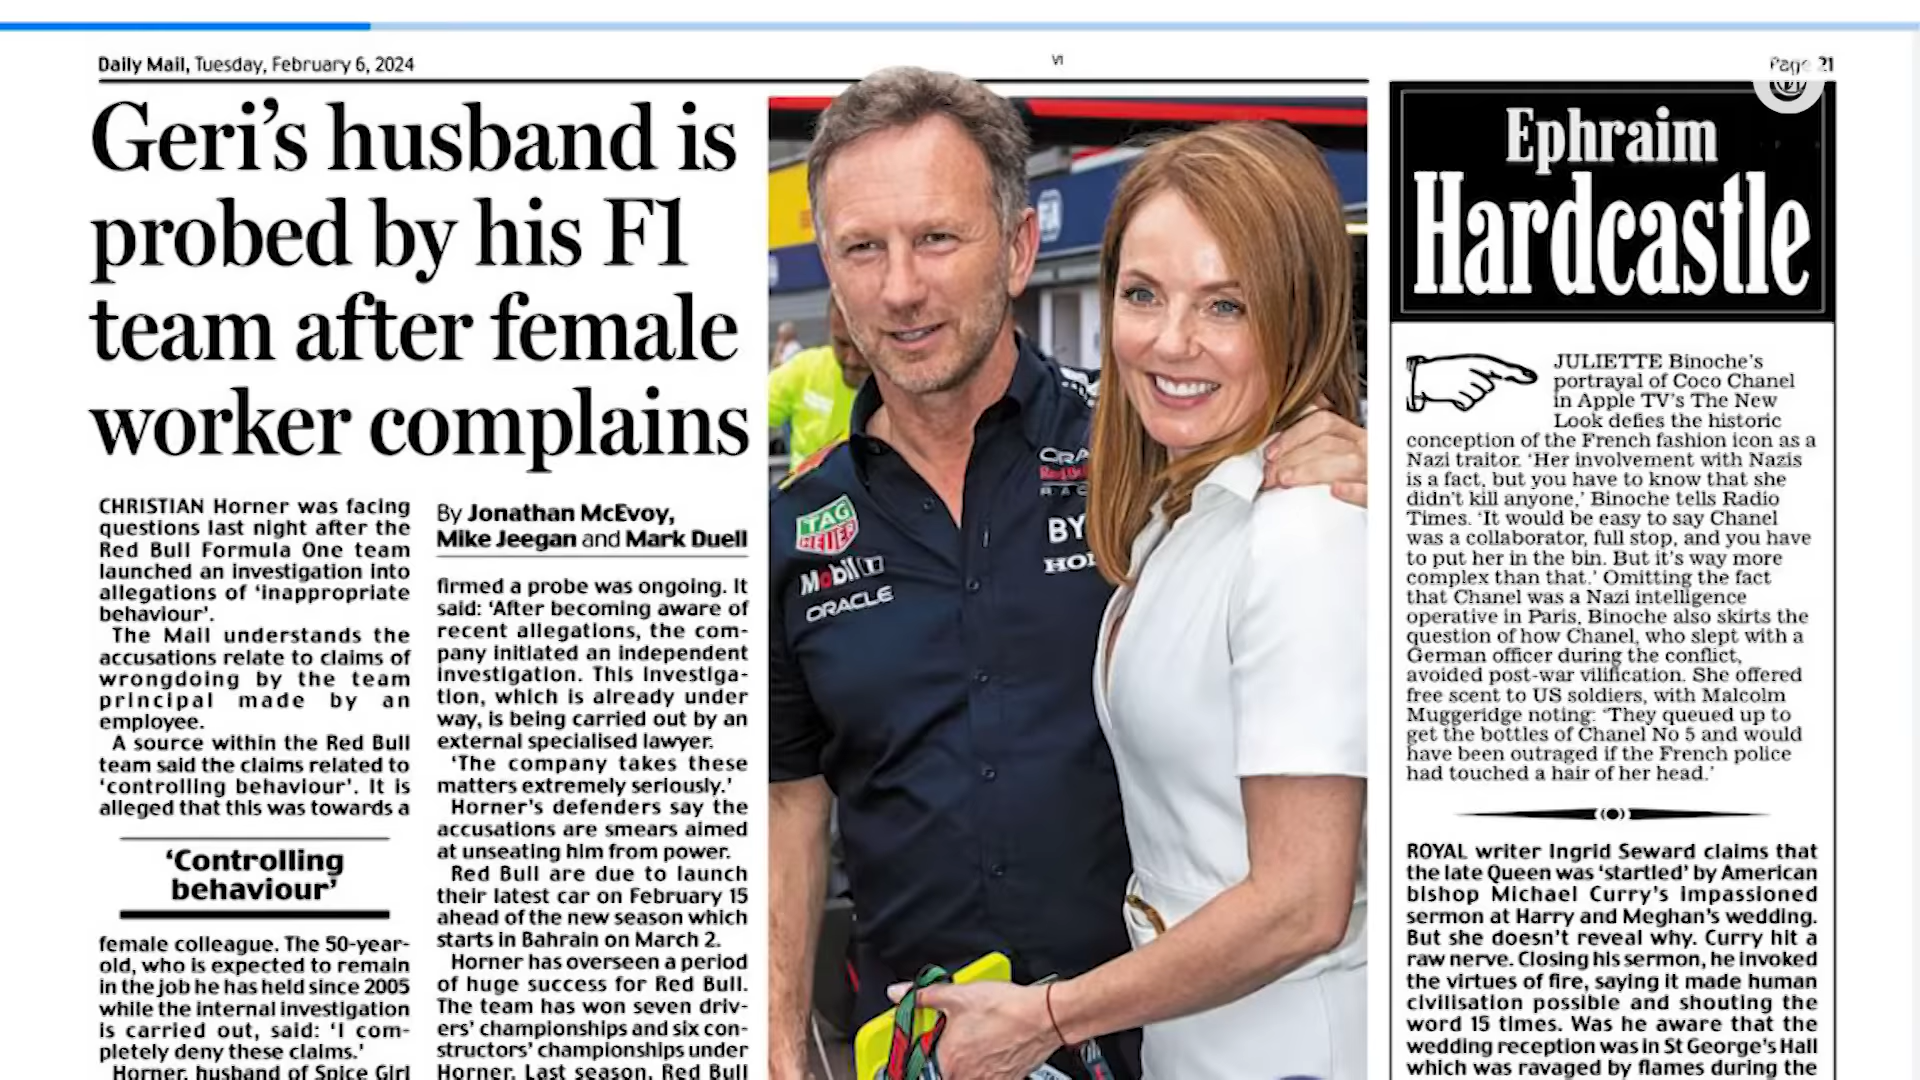 Daily Mail, Tuesday, February 6, 2024
VI
Page 21
Geri's husband is
probed by his F1
team after female
worker complains
CHRISTIAN Horner was facing
questions last night after the
Red Bull Formula One team
launched an investigation into
allegations of 'inappropriate
behaviour'.
The Mail understands the
accusations relate to claims of
wrongdoing by the team
principal made by an
employee.
A source within the Red Bull
team said the claims related to
'controlling behaviour'. It is
alleged that this was towards a
'Controlling
behaviour'
female colleague. The 50-year-
old, who is expected to remain
in the job he has held since 2005
while the internal investigation
is carried out, said: 'I com-
pletely deny these claims.'
Horner, husband of Spice Girl
By Jonathan McEvoy,
Mike Jeegan and Mark Duell
firmed a probe was ongoing. It
said: 'After becoming aware of
recent allegations, the com-
pany initiated an independent
investigation. This investiga-
tion, which is already under
way, is being carried out by an
external specialised lawyer.
'The company takes these
matters extremely seriously.'
Horner's defenders say the
accusations are smears aimed
at unseating him from power.
Red Bull are due to launch
their latest car on February 15
ahead of the new season which
starts in Bahrain on March 2.
Horner has overseen a period
of huge success for Red Bull.
The team has won seven driv-
ers' championships and six con-
structors' championships under
Horner. Last season, Red Bull
TAG
HEUER
Mobil 1
ORACLE
ORA
Red Bull
RAC
BY
HON
FIA
Ephraim
Hardcastle
JULIETTE Binoche's
portrayal of Coco Chanel
in Apple TV's The New
Look defies the historic
conception of the French fashion icon as a
Nazi traitor. 'Her involvement with Nazis
is a fact, but you have to know that she
didn't kill anyone,' Binoche tells Radio
Times. 'It would be easy to say Chanel
was a collaborator, full stop, and you have
to put her in the bin. But it's way more
complex than that.' Omitting the fact
that Chanel was a Nazi intelligence
operative in Paris, Binoche also skirts the
question of how Chanel, who slept with a
German officer during the conflict,
avoided post-war vilification. She offered
free scent to US soldiers, with Malcolm
Muggeridge noting: 'They queued up to
get the bottles of Chanel No 5 and would
have been outraged if the French police
had touched a hair of her head.'
ROYAL writer Ingrid Seward claims that
the late Queen was 'startled' by American
bishop Michael Curry's impassioned
sermon at Harry and Meghan's wedding.
But she doesn't reveal why. Curry hit a
raw nerve. Closing his sermon, he invoked
the virtues of fire, saying it made human
civilisation possible and shouting the
word 15 times. Was he aware that the
wedding reception was in St George's Hall
which was ravaged by flames during the